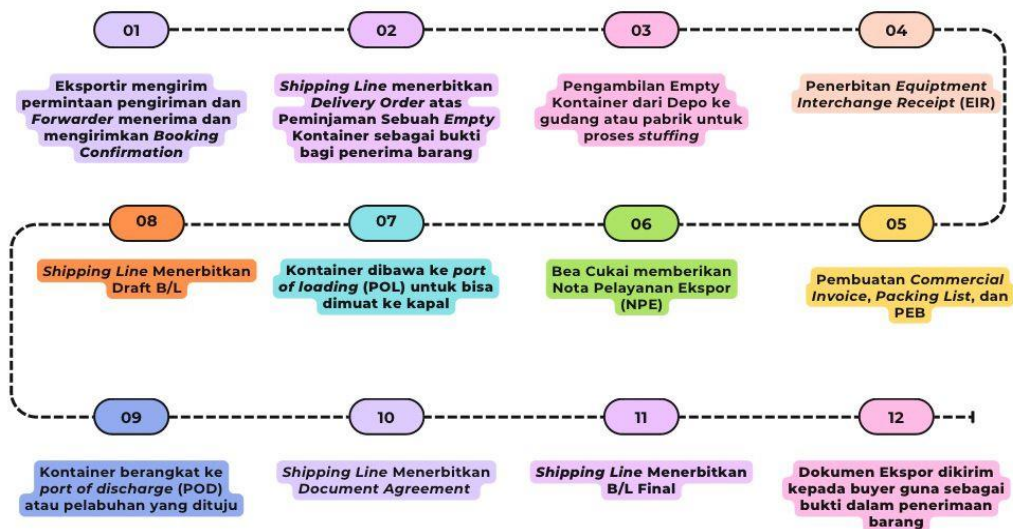 01
02
03
04
Eksportir mengirim
permintaan pengiriman dan
Forwarder menerima dan
mengirimkan Booking
Confirmation
Shipping Line menerbitkan
Delivery Order atas
Peminjaman Sebuah Empty
Kontainer sebagai bukti
bagi penerima barang
Pengambilan Empty
Kontainer dari Depo ke
gudang atau pabrik untuk
proses stuffing
Penerbitan Equiptment
Interchange Receipt (EIR)
08
07
06
05
Shipping Line Menerbitkan
Draft B/L
Kontainer dibawa ke port
of loading (POL) untuk bisa
dimuat ke kapal
Bea Cukai memberikan
Nota Pelayanan Ekspor
(NPE)
Pembuatan Commercial
Invoice, Packing List, dan
PEB
09
10
11
12
Kontainer berangkat ke
port of discharge (POD)
atau pelabuhan yang dituju
Shipping Line Menerbitkan
Document Agreement
Shipping Line Menerbitkan
B/L Final
Dokumen Ekspor dikirim
kepada buyer guna sebagai
bukti dalam penerimaan
barang